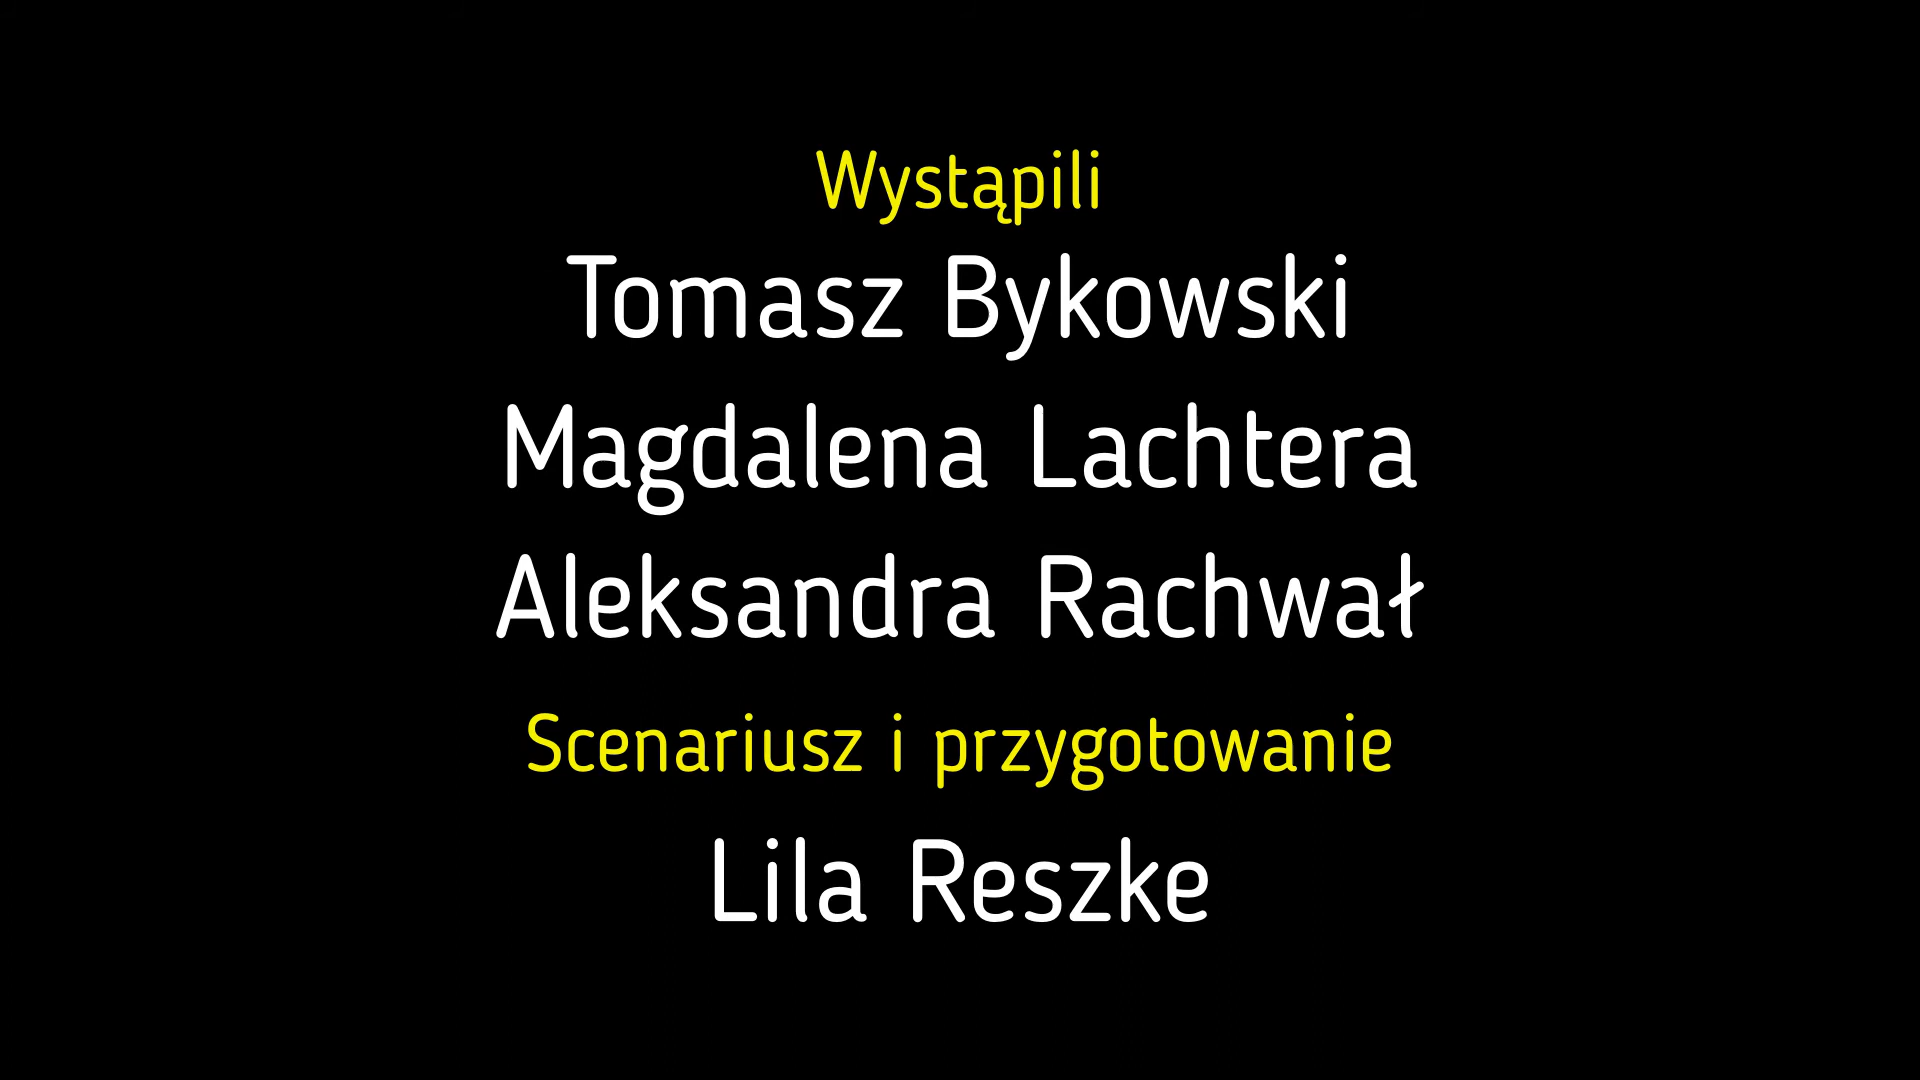 Wystąpili
Tomasz Bykowski
Magdalena Lachtera
Aleksandra Rachwał
Scenariusz i przygotowanie
Lila Reszke